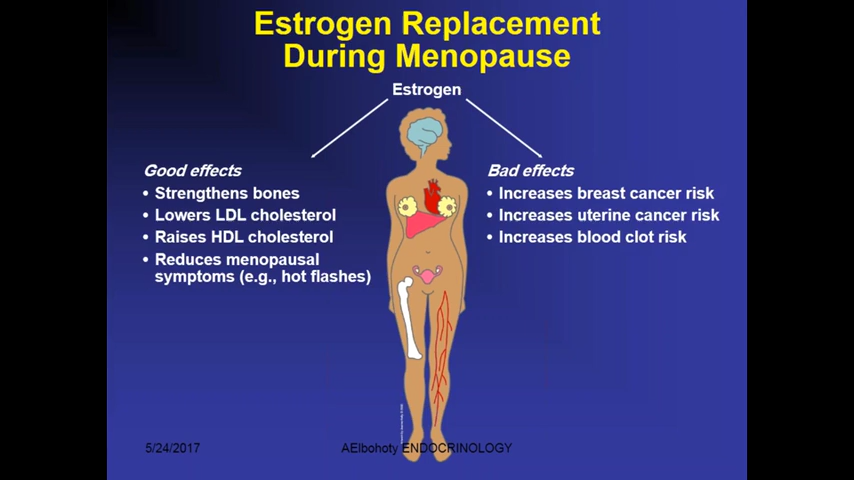 Estrogen Replacement
During Menopause
Estrogen
Good effects
• Strengthens bones
• Lowers LDL cholesterol
• Raises HDL cholesterol
• Reduces menopausal
symptoms (e.g., hot flashes)
Bad effects
• Increases breast cancer risk
• Increases uterine cancer risk
• Increases blood clot risk
5/24/2017
AElbohoty ENDOCRINOLOGY